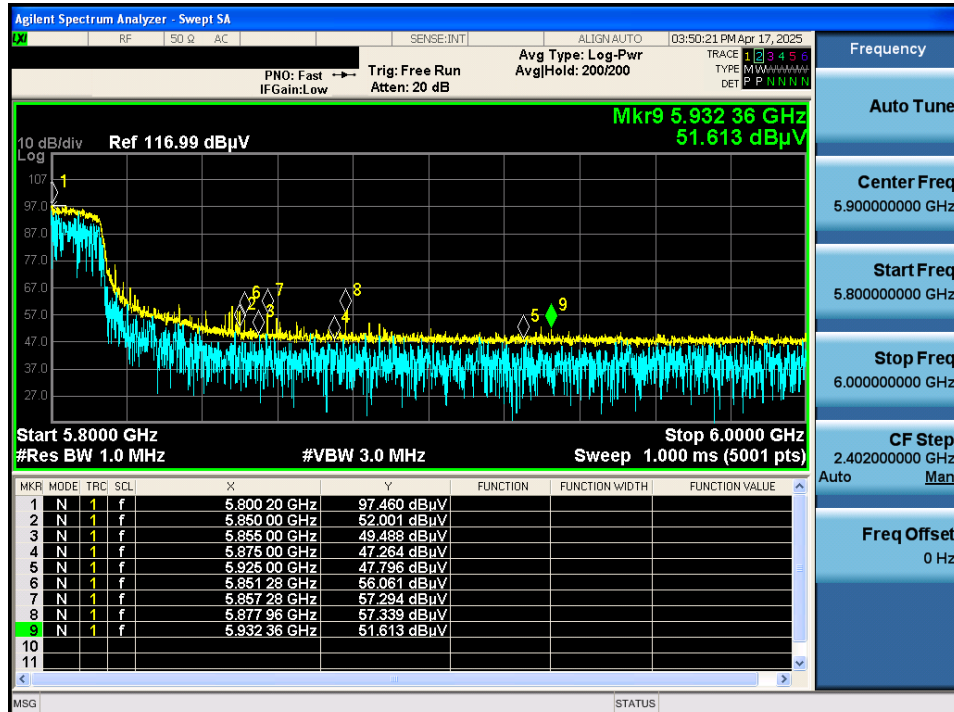 Agilent Spectrum Analyzer - Swept SA
LXI RF 50 Ω AC SENSE:INT ALIGN AUTO 03:50:21 PM Apr 17, 2025
PNO: Fast Trig: Free Run Avg Type: Log-Pwr TRACE 1 2 3 4 5 6
IFGain:Low Atten: 20 dB Avg|Hold: 200/200 TYPE M W W W W W
DET P P N N N N
Mkr9 5.932 36 GHz
51.613 dBµV
10 dB/div Ref 116.99 dBµV
Log
107
97.0
87.0
77.0
67.0
57.0
47.0
37.0
27.0
1
6
7
8
9
2
3
4
5
Start 5.8000 GHz Stop 6.0000 GHz
#Res BW 1.0 MHz #VBW 3.0 MHz Sweep 1.000 ms (5001 pts)
MKR MODE TRC SCL X Y FUNCTION FUNCTION WIDTH FUNCTION VALUE
1 N 1 f 5.800 20 GHz 97.460 dBµV
2 N 1 f 5.850 00 GHz 52.001 dBµV
3 N 1 f 5.855 00 GHz 49.488 dBµV
4 N 1 f 5.875 00 GHz 47.264 dBµV
5 N 1 f 5.925 00 GHz 47.796 dBµV
6 N 1 f 5.851 28 GHz 56.061 dBµV
7 N 1 f 5.857 28 GHz 57.294 dBµV
8 N 1 f 5.877 96 GHz 57.339 dBµV
9 N 1 f 5.932 36 GHz 51.613 dBµV
10
11
MSG STATUS
Frequency
Auto Tune
Center Freq
5.900000000 GHz
Start Freq
5.800000000 GHz
Stop Freq
6.000000000 GHz
CF Step
2.402000000 GHz
Auto Man
Freq Offset
0 Hz